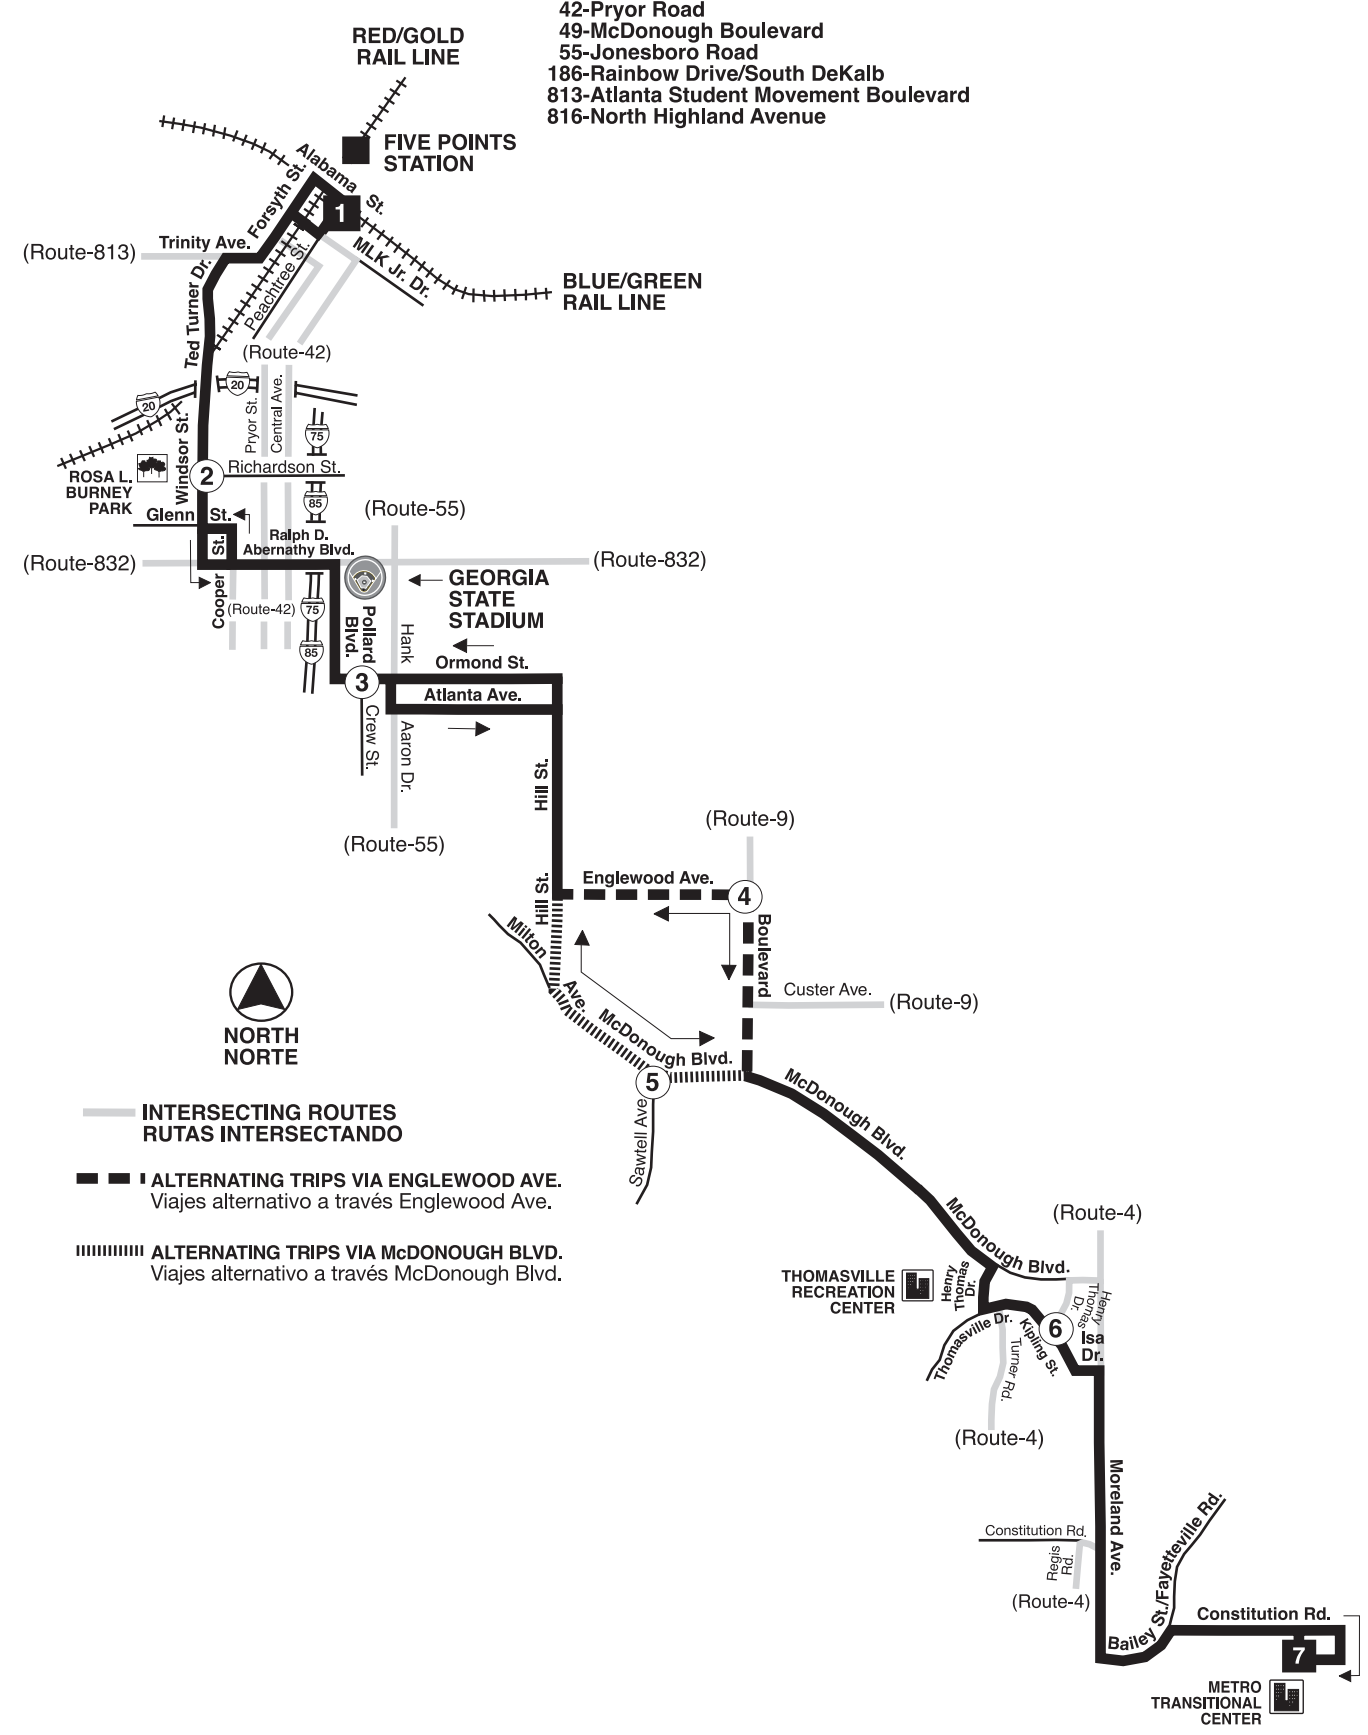 42-Pryor Road
49-McDonough Boulevard
55-Jonesboro Road
186-Rainbow Drive/South DeKalb
813-Atlanta Student Movement Boulevard
816-North Highland Avenue
RED/GOLD
RAIL LINE
FIVE POINTS
STATION
Alabama St.
Forsyth St.
1
Trinity Ave.
(Route-813)
MLK Jr. Dr.
Peachtree St.
BLUE/GREEN
RAIL LINE
Ted Turner Dr.
(Route-42)
20
20
Pryor St.
Central Ave.
75
Windsor St.
2
Richardson St.
ROSA L.
BURNEY
PARK
85
Glenn St.
(Route-55)
Ralph D.
Abernathy Blvd.
(Route-832)
(Route-832)
Cooper St.
(Route-42)
75
85
GEORGIA
STATE
STADIUM
Pollard
Blvd.
Hank
Aaron Dr.
Ormond St.
3
Atlanta Ave.
Crew St.
Hill St.
(Route-55)
(Route-9)
Englewood Ave.
4
Hill St.
Milton
Ave.
Boulevard
Custer Ave.
(Route-9)
McDonough Blvd.
5
Sawtell Ave
NORTH
NORTE
INTERSECTING ROUTES
RUTAS INTERSECTANDO
ALTERNATING TRIPS VIA ENGLEWOOD AVE.
Viajes alternativo a través Englewood Ave.
ALTERNATING TRIPS VIA McDONOUGH BLVD.
Viajes alternativo a través McDonough Blvd.
McDonough Blvd.
McDonough Blvd.
(Route-4)
THOMASVILLE
RECREATION
CENTER
Henry
Thomas
Dr.
Henry
Thomas
Dr.
6
Isa
Dr.
Thomasville Dr.
Kipling St.
Turner Rd.
(Route-4)
Moreland Ave.
Constitution Rd.
Regis
Rd.
(Route-4)
Bailey St./Fayetteville Rd.
Constitution Rd.
7
METRO
TRANSITIONAL
CENTER